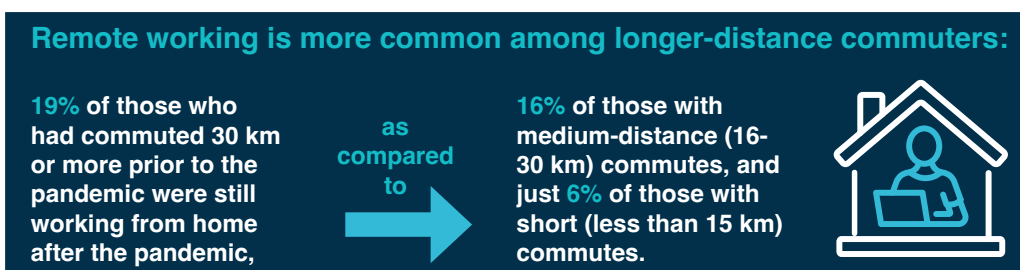 Remote working is more common among longer-distance commuters:
19% of those who
had commuted 30 km
or more prior to the
pandemic were still
working from home
after the pandemic,
as
compared
to
16% of those with
medium-distance (16-
30 km) commutes, and
just 6% of those with
short (less than 15 km)
commutes.